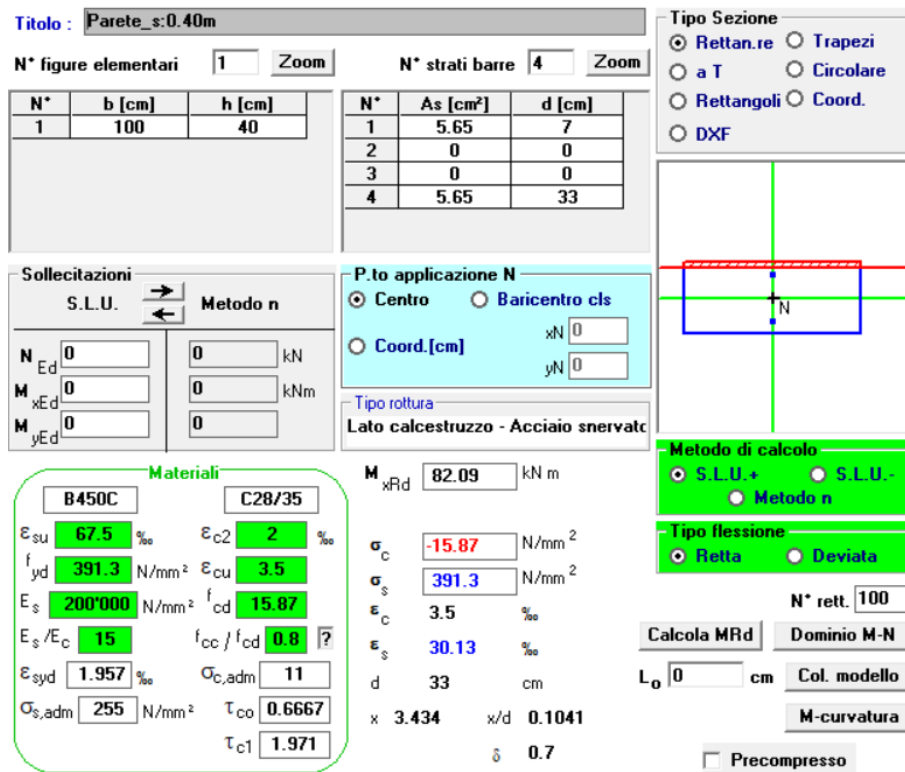 Titolo : Parete_s:0.40m
N* figure elementari 1 Zoom N* strati barre 4 Zoom
N* b [cm] h [cm]
1 100 40
N* As [cm²] d [cm]
1 5.65 7
2 0 0
3 0 0
4 5.65 33
Tipo Sezione
Rettan.re Trapezi
a T Circolare
Rettangoli Coord.
DXF
N
Sollecitazioni
S.L.U. Metodo n
N Ed 0 0 kN
M xEd 0 0 kNm
M yEd 0 0
P.to applicazione N
Centro Baricentro cls
Coord.[cm] xN 0
yN 0
Tipo rottura
Lato calcestruzzo - Acciaio snervato
Metodo di calcolo
S.L.U.+ S.L.U.-
Metodo n
Tipo flessione
Retta Deviata
Materiali
B450C C28/35
εsu 67.5 ‰ εc2 2 ‰
fyd 391.3 N/mm² εcu 3.5
Es 200'000 N/mm² fcd 15.87
Es/Ec 15 fcc / fcd 0.8 ?
εsyd 1.957 ‰ σc,adm 11
σs,adm 255 N/mm² τco 0.6667
τc1 1.971
M xRd 82.09 kN m
σc -15.87 N/mm²
σs 391.3 N/mm²
εc 3.5 ‰
εs 30.13 ‰
d 33 cm
x 3.434 x/d 0.1041
δ 0.7
N* rett. 100
Calcola MRd Dominio M-N
Lo 0 cm Col. modello
M-curvatura
Precompresso